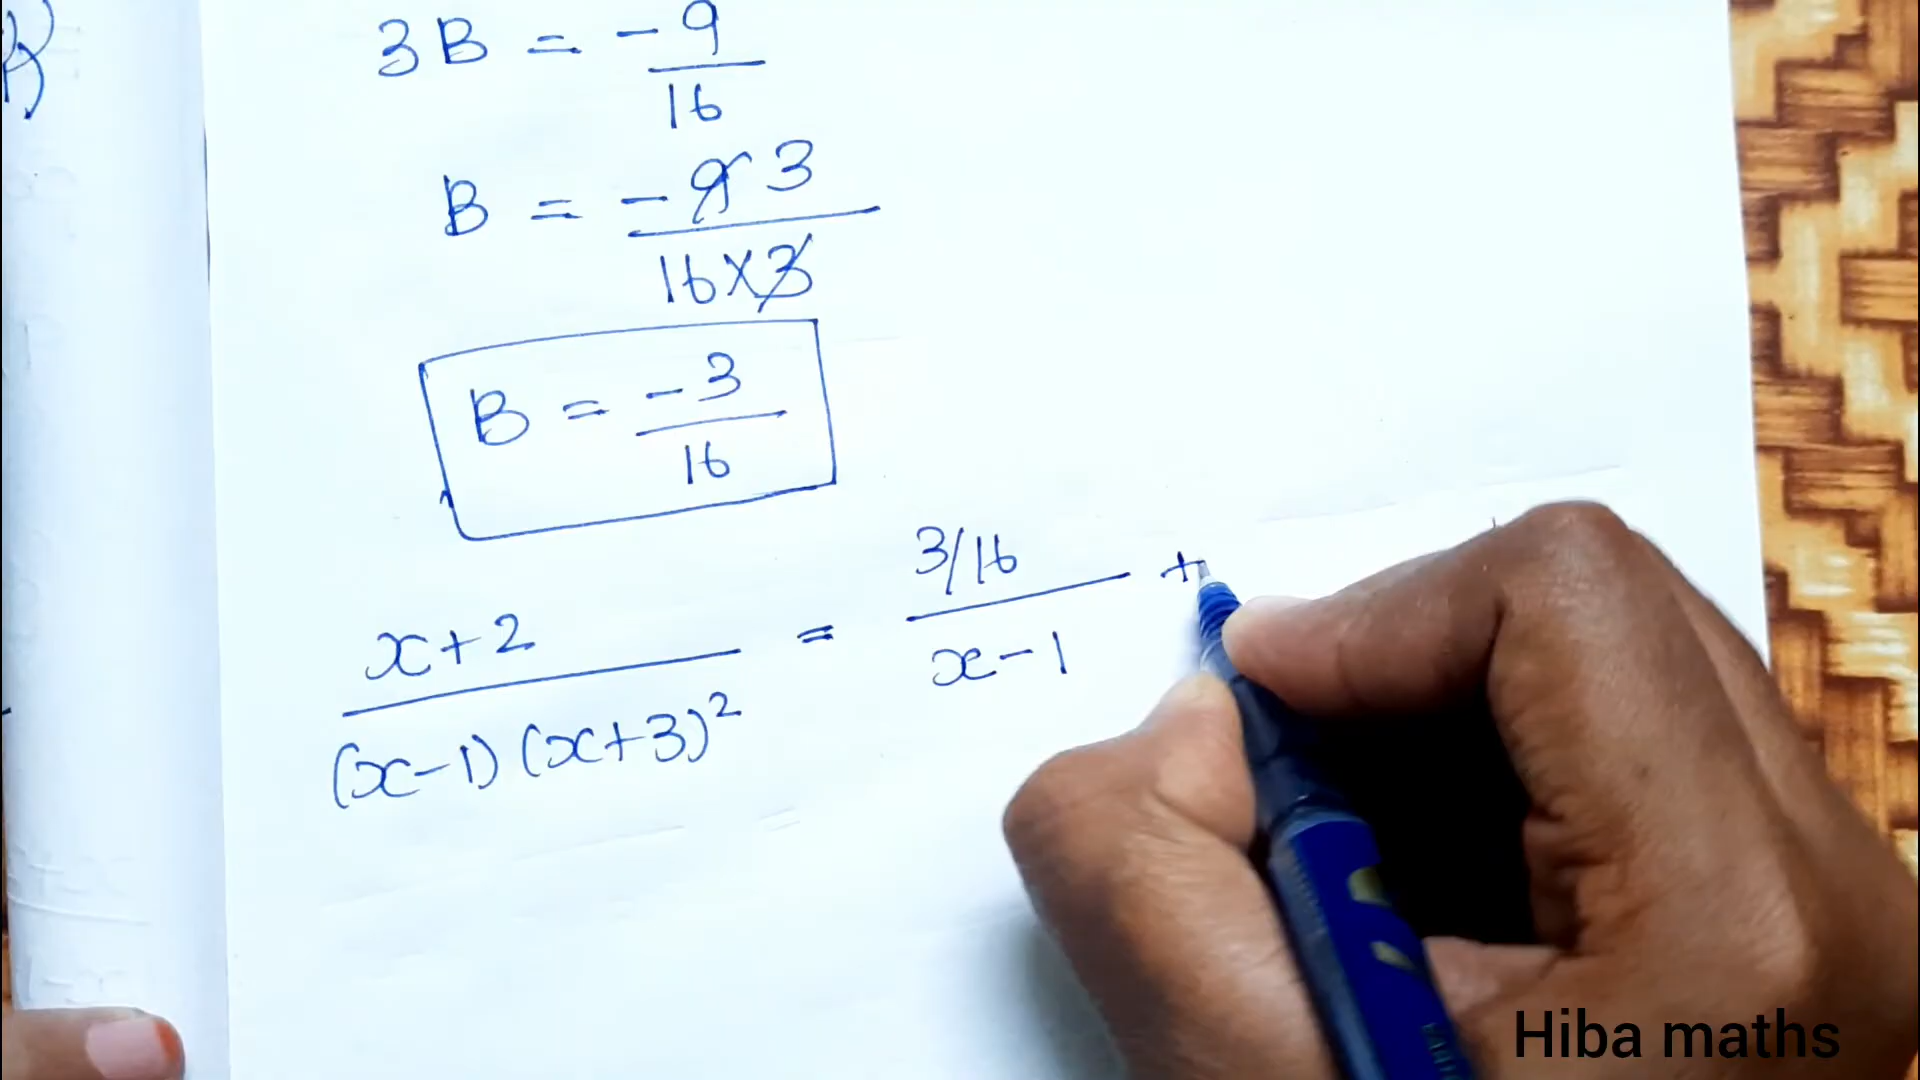 3B = -9/16
B = -9 3/16×3
B = -3/16
x+2/(x-1)(x+3)² = 3/16/x-1 +
Hiba maths